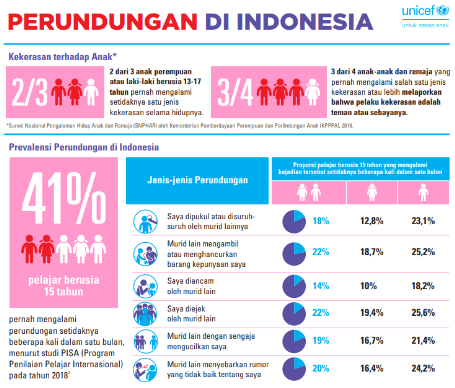 PERUNDUNGAN DI INDONESIA
unicef
untuk setiap anak
Kekerasan terhadap Anak*
2/3
2 dari 3 anak perempuan
atau laki-laki berusia 13-17
tahun pernah mengalami
setidaknya satu jenis
kekerasan selama hidupnya.
3/4
3 dari 4 anak-anak dan remaja yang
pernah mengalami salah satu jenis
kekerasan atau lebih melaporkan
bahwa pelaku kekerasan adalah
teman atau sebayanya.
*Survei Nasional Pengalaman Hidup Anak dan Remaja (SNPHAR) oleh Kementerian Pemberdayaan Perempuan dan Perlindungan Anak (KPPPA), 2018.
Prevalensi Perundungan di Indonesia
41%
pelajar berusia
15 tahun
pernah mengalami
perundungan setidaknya
beberapa kali dalam satu bulan,
menurut studi PISA (Program
Penilaian Pelajar Internasional)
pada tahun 2018¹
Jenis-jenis Perundungan
Proporsi pelajar berusia 15 tahun yang mengalami
kejadian tersebut setidaknya beberapa kali dalam satu bulan
Saya dipukul atau disuruh-
suruh oleh murid lainnya
18% 12,8% 23,1%
Murid lain mengambil
atau menghancurkan
barang kepunyaan saya
22% 18,7% 25,2%
Saya diancam
oleh murid lain
14% 10% 18,2%
Saya diejek
oleh murid lain
22% 19,4% 25,6%
Murid lain dengan sengaja
mengucilkan saya
19% 16,7% 21,4%
Murid lain menyebarkan rumor
yang tidak baik tentang saya
20% 16,4% 24,2%